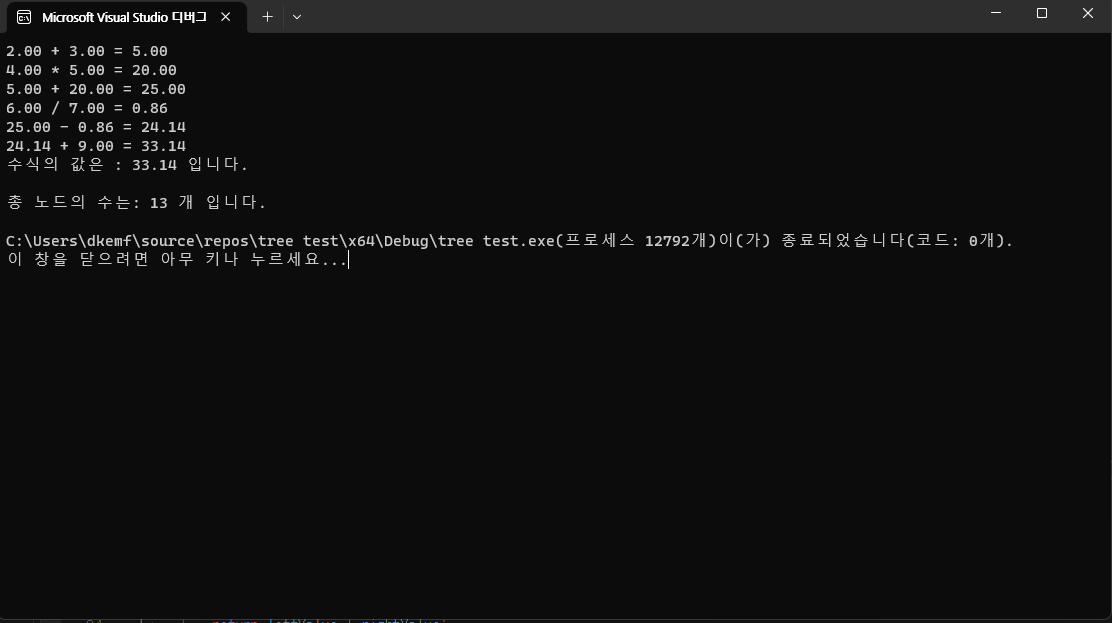 Microsoft Visual Studio 디버그
2.00 + 3.00 = 5.00
4.00 * 5.00 = 20.00
5.00 + 20.00 = 25.00
6.00 / 7.00 = 0.86
25.00 - 0.86 = 24.14
24.14 + 9.00 = 33.14
수식의 값은 : 33.14 입니다.
총 노드의 수는: 13 개 입니다.
C:\Users\dkemf\source\repos\tree test\x64\Debug\tree test.exe(프로세스 12792개)이(가) 종료되었습니다(코드: 0개).
이 창을 닫으려면 아무 키나 누르세요...